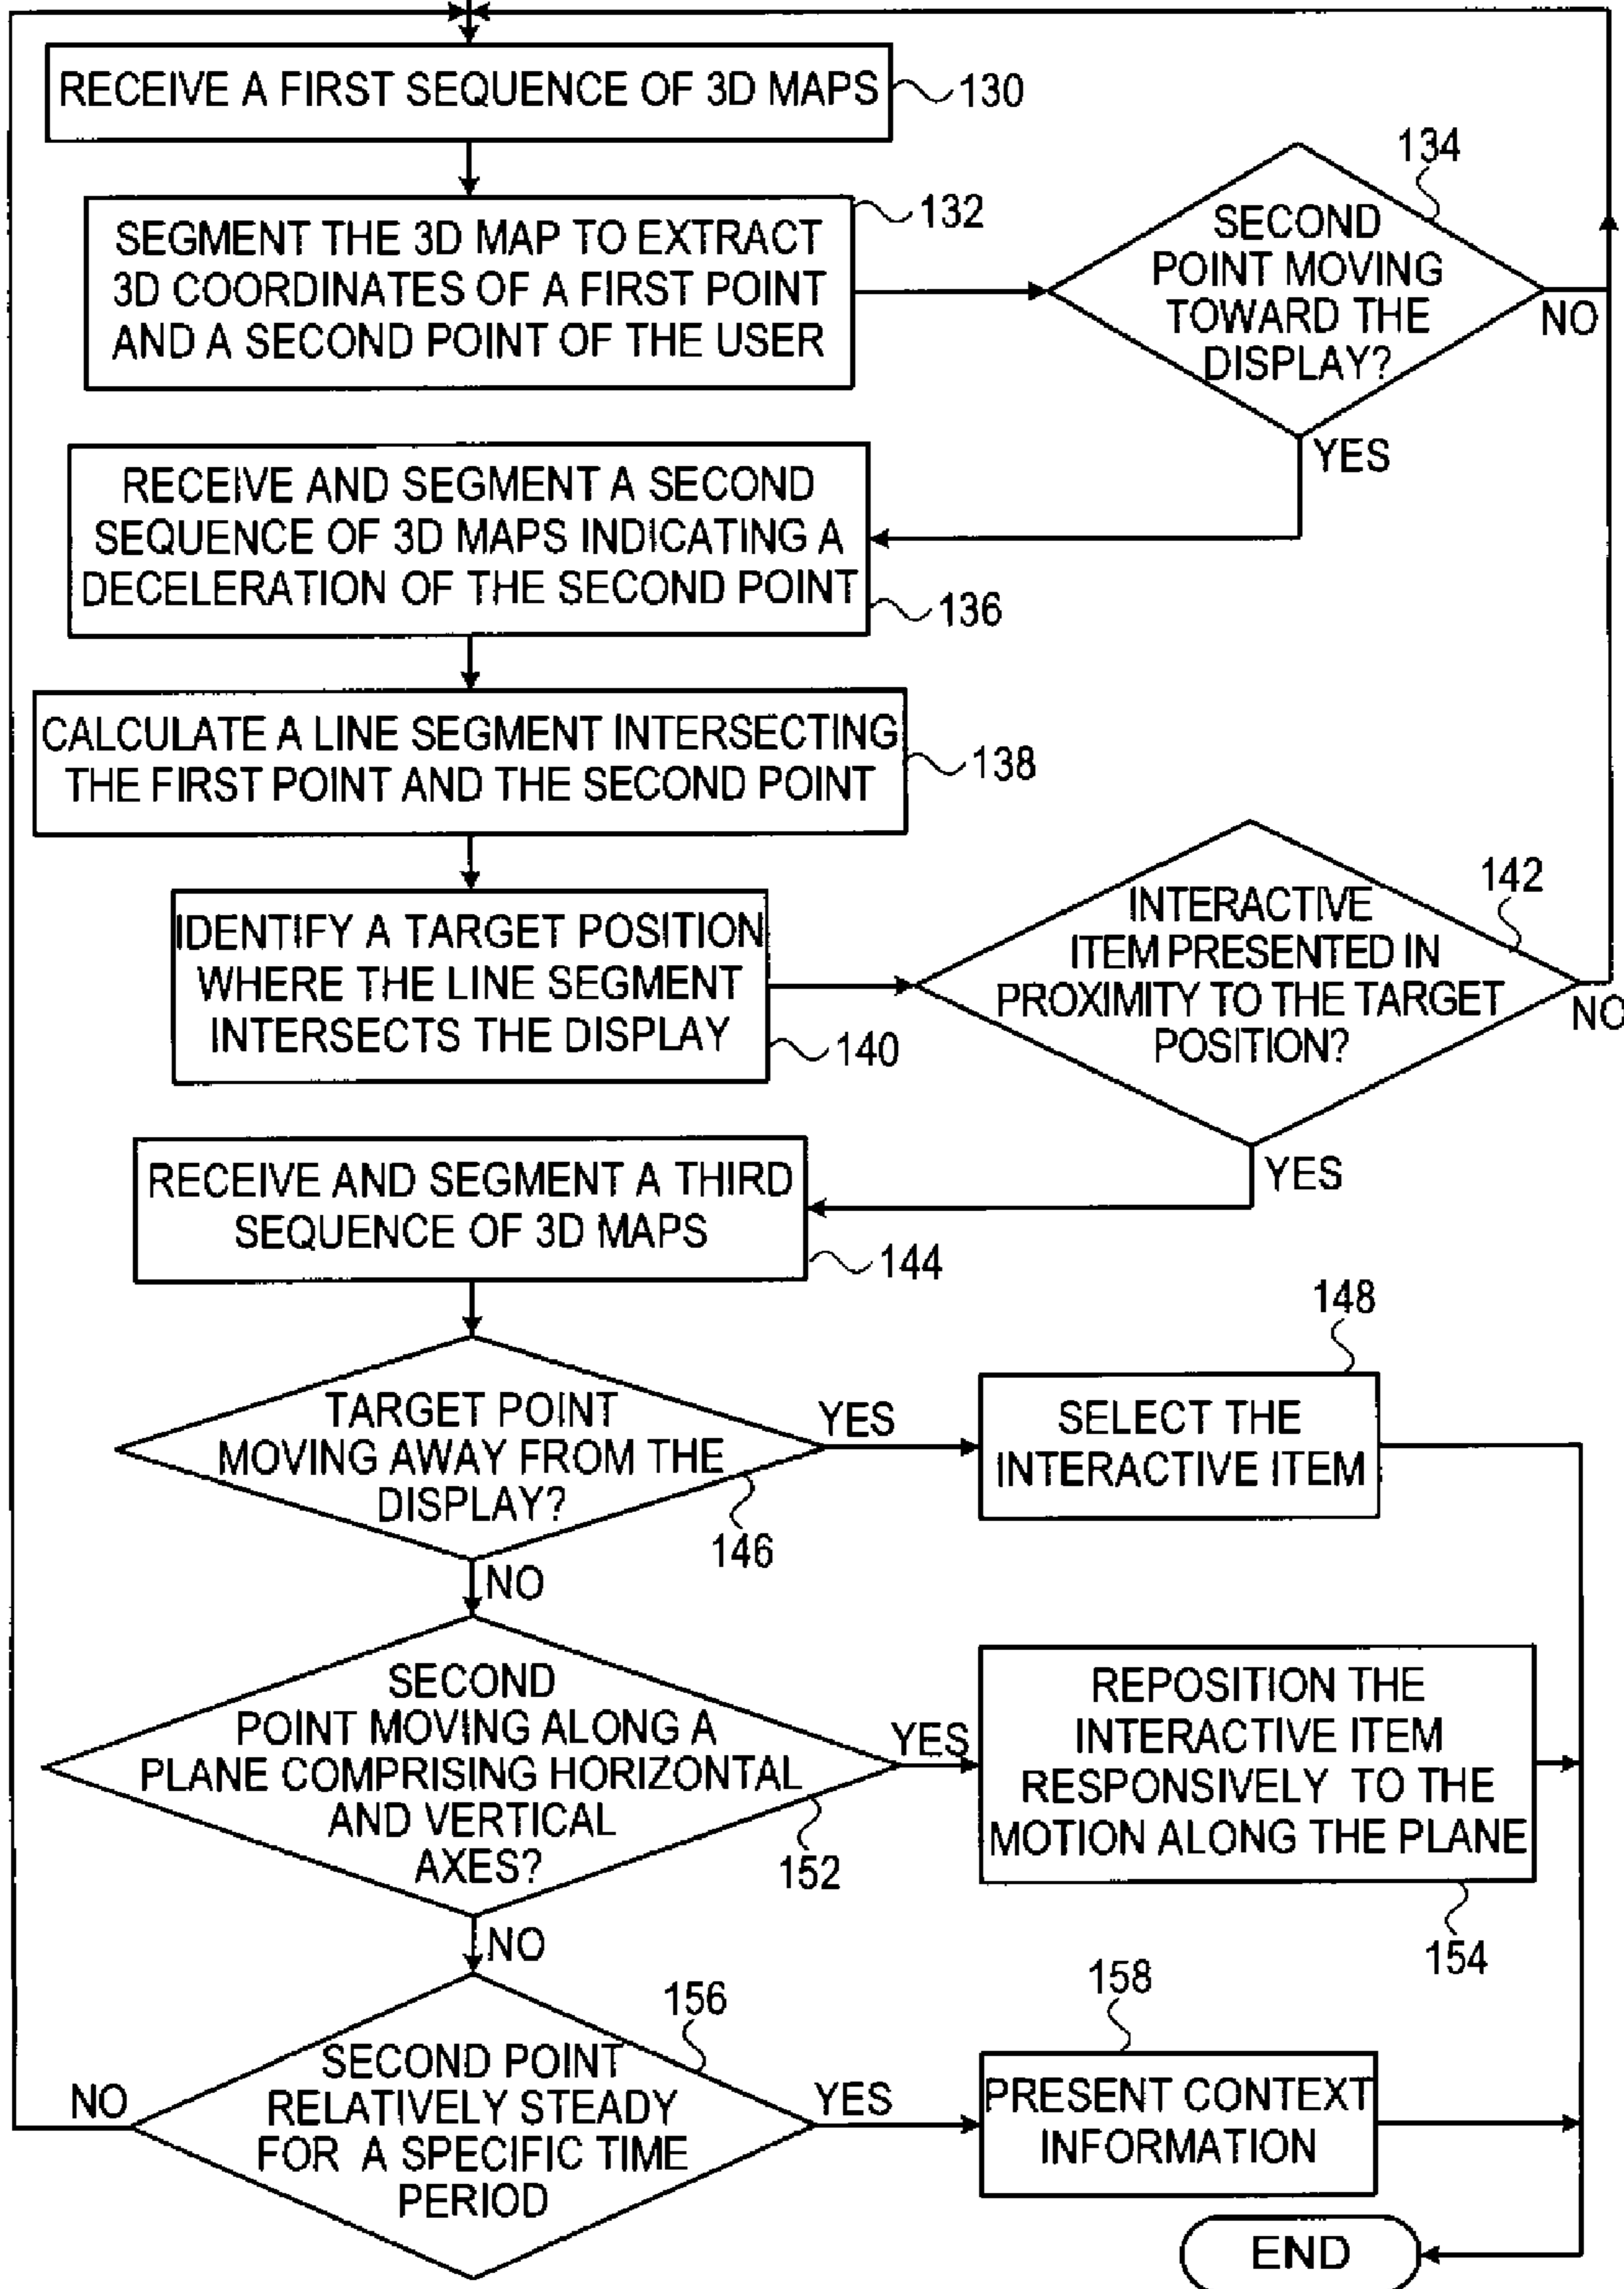 RECEIVE A FIRST SEQUENCE OF 3D MAPS
130
SEGMENT THE 3D MAP TO EXTRACT
3D COORDINATES OF A FIRST POINT
AND A SECOND POINT OF THE USER
132
134
SECOND
POINT MOVING
TOWARD THE
DISPLAY?
NO
YES
RECEIVE AND SEGMENT A SECOND
SEQUENCE OF 3D MAPS INDICATING A
DECELERATION OF THE SECOND POINT
136
CALCULATE A LINE SEGMENT INTERSECTING
THE FIRST POINT AND THE SECOND POINT
138
IDENTIFY A TARGET POSITION
WHERE THE LINE SEGMENT
INTERSECTS THE DISPLAY
140
142
INTERACTIVE
ITEM PRESENTED IN
PROXIMITY TO THE TARGET
POSITION?
NO
YES
RECEIVE AND SEGMENT A THIRD
SEQUENCE OF 3D MAPS
144
TARGET POINT
MOVING AWAY FROM THE
DISPLAY?
146
YES
148
SELECT THE
INTERACTIVE ITEM
NO
SECOND
POINT MOVING ALONG A
PLANE COMPRISING HORIZONTAL
AND VERTICAL
AXES?
152
YES
REPOSITION THE
INTERACTIVE ITEM
RESPONSIVELY TO THE
MOTION ALONG THE PLANE
154
NO
156
SECOND POINT
RELATIVELY STEADY
FOR A SPECIFIC TIME
PERIOD
NO
YES
158
PRESENT CONTEXT
INFORMATION
END